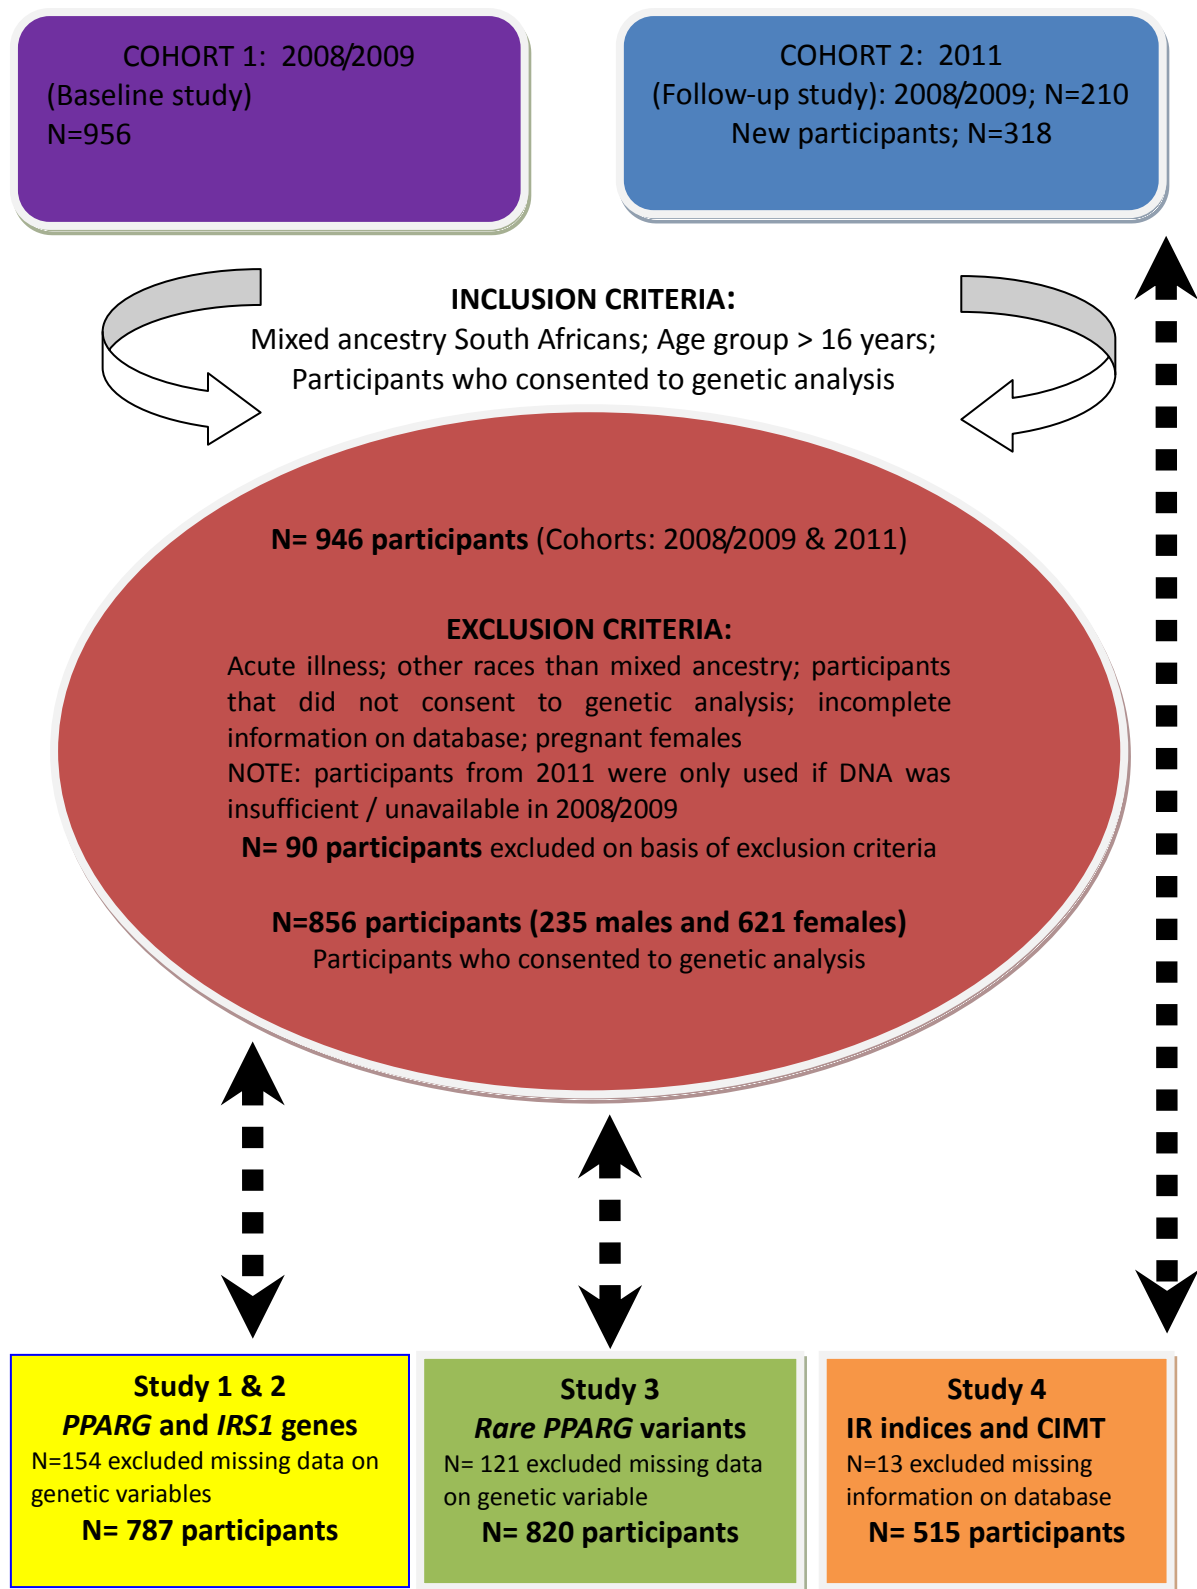 COHORT 1: 2008/2009
(Baseline study)
N=956
COHORT 2: 2011
(Follow-up study): 2008/2009; N=210
New participants; N=318
INCLUSION CRITERIA:
Mixed ancestry South Africans; Age group > 16 years;
Participants who consented to genetic analysis
N= 946 participants (Cohorts: 2008/2009 & 2011)
EXCLUSION CRITERIA:
Acute illness; other races than mixed ancestry; participants
that did not consent to genetic analysis; incomplete
information on database; pregnant females
NOTE: participants from 2011 were only used if DNA was
insufficient / unavailable in 2008/2009
N= 90 participants excluded on basis of exclusion criteria
N=856 participants (235 males and 621 females)
Participants who consented to genetic analysis
Study 1 & 2
PPARG and IRS1 genes
N=154 excluded missing data on
genetic variables
N= 787 participants
Study 3
Rare PPARG variants
N= 121 excluded missing data
on genetic variable
N= 820 participants
Study 4
IR indices and CIMT
N=13 excluded missing
information on database
N= 515 participants